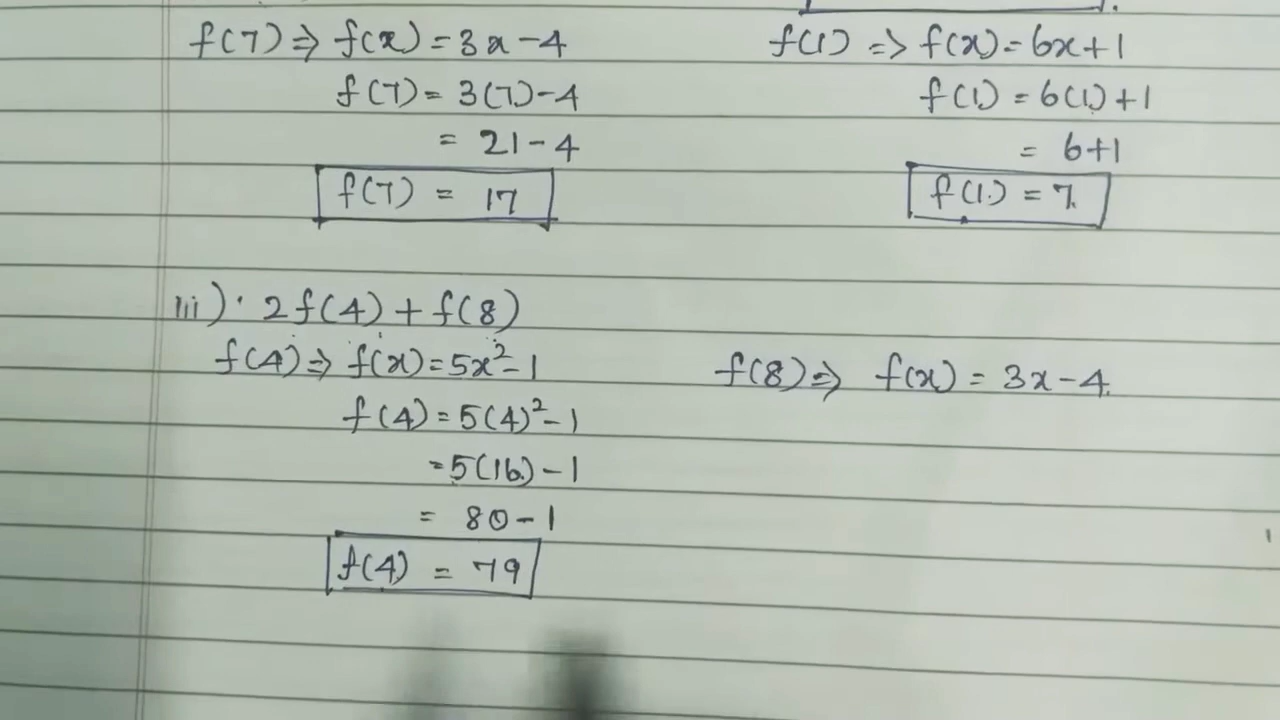 f(7) ⇒ f(x) = 3x - 4
f(7) = 3(7) - 4
= 21 - 4
f(7) = 17
f(1) => f(x) = 6x + 1
f(1) = 6(1) + 1
= 6+1
f(1) = 7.
iii) · 2f(4) + f(8)
f(4) ⇒ f(x) = 5x² - 1
f(4) = 5(4)² - 1
= 5(16) - 1
= 80 - 1
f(4) = 79
f(8) ⇒ f(x) = 3x - 4.